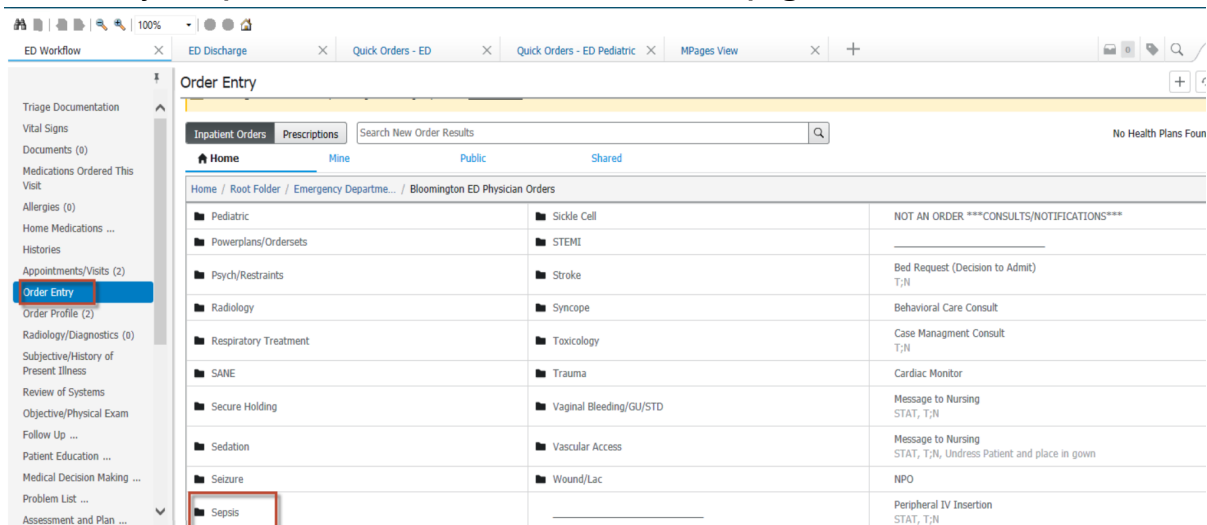 100%
ED Workflow
ED Discharge
Quick Orders - ED
Quick Orders - ED Pediatric
MPages View
0
Order Entry
Triage Documentation
Vital Signs
Documents (0)
Medications Ordered This
Visit
Allergies (0)
Home Medications ...
Histories
Appointments/Visits (2)
Order Entry
Order Profile (2)
Radiology/Diagnostics (0)
Subjective/History of
Present Illness
Review of Systems
Objective/Physical Exam
Follow Up ...
Patient Education ...
Medical Decision Making ...
Problem List ...
Assessment and Plan ...
Inpatient Orders
Prescriptions
Search New Order Results
No Health Plans Foun
Home
Mine
Public
Shared
Home / Root Folder / Emergency Departme... / Bloomington ED Physician Orders
Pediatric
Sickle Cell
NOT AN ORDER ***CONSULTS/NOTIFICATIONS***
Powerplans/Ordersets
STEMI
Psych/Restraints
Stroke
Bed Request (Decision to Admit)
T;N
Radiology
Syncope
Behavioral Care Consult
Respiratory Treatment
Toxicology
Case Managment Consult
T;N
SANE
Trauma
Cardiac Monitor
Secure Holding
Vaginal Bleeding/GU/STD
Message to Nursing
STAT, T;N
Sedation
Vascular Access
Message to Nursing
STAT, T;N, Undress Patient and place in gown
Seizure
Wound/Lac
NPO
Sepsis
Peripheral IV Insertion
STAT, T;N